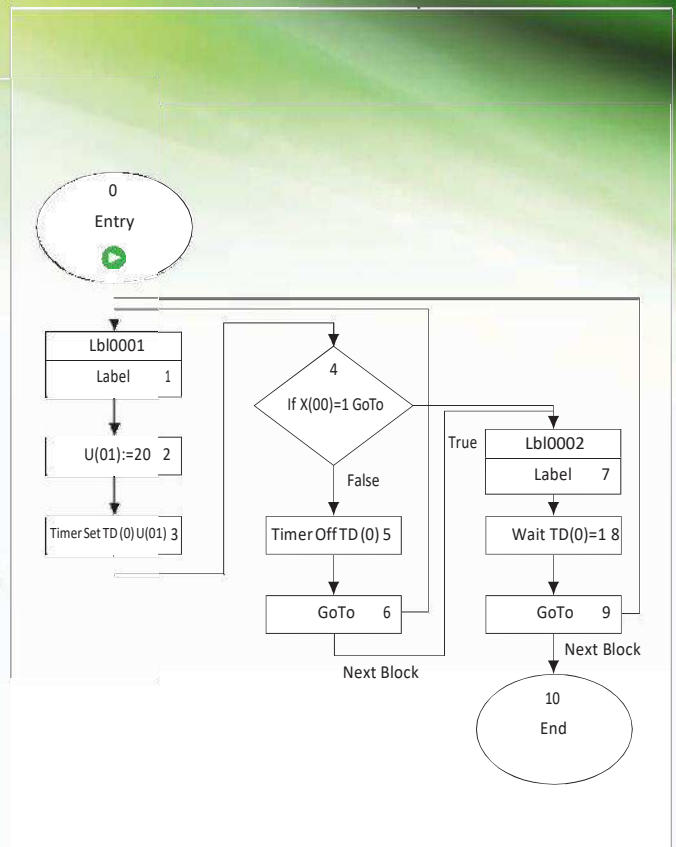 0
Entry
Lbl0001
Label 1
U(01):=20 2
Timer Set TD (0) U(01) 3
4
If X(00)=1 GoTo
True
False
Timer Off TD (0) 5
GoTo 6
Next Block
Lbl0002
Label 7
Wait TD(0)=1 8
GoTo 9
Next Block
10
End